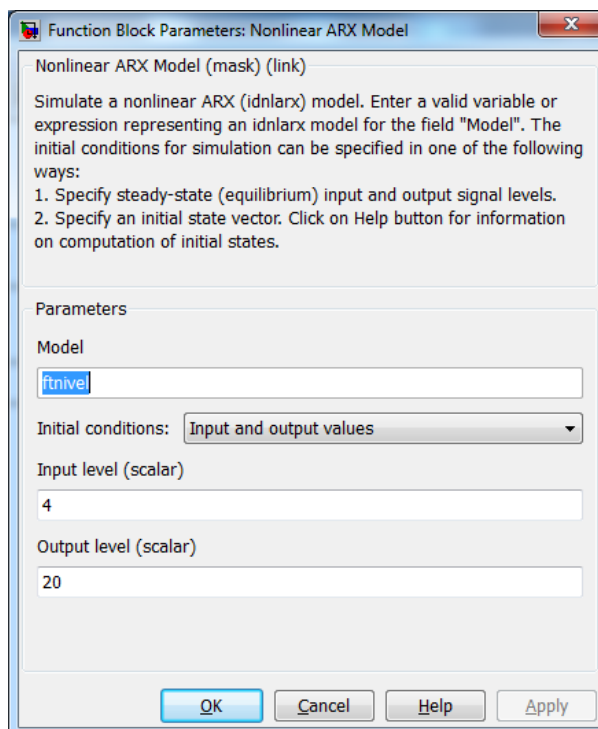 Function Block Parameters: Nonlinear ARX Model
Nonlinear ARX Model (mask) (link)
Simulate a nonlinear ARX (idnlarx) model. Enter a valid variable or
expression representing an idnlarx model for the field "Model". The
initial conditions for simulation can be specified in one of the following
ways:
1. Specify steady-state (equilibrium) input and output signal levels.
2. Specify an initial state vector. Click on Help button for information
on computation of initial states.
Parameters
Model
ftnivel
Initial conditions: Input and output values
Input level (scalar)
4
Output level (scalar)
20
OK Cancel Help Apply